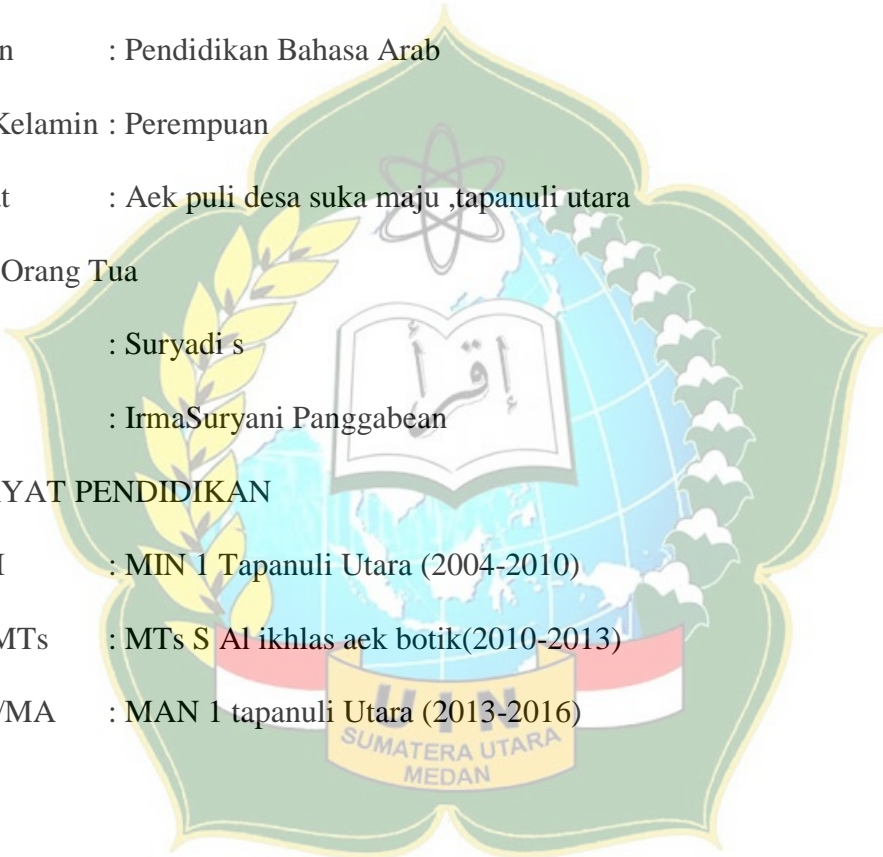 n : Pendidikan Bahasa Arab
Kelamin : Perempuan
t : Aek puli desa suka maju ,tapanuli utara
Orang Tua
: Suryadi s
إقرأ
: IrmaSuryani Panggabean
YAT PENDIDIKAN
I : MIN 1 Tapanuli Utara (2004-2010)
MTs : MTs S Al ikhlas aek botik(2010-2013)
/MA : MAN 1 tapanuli Utara (2013-2016)
UIN
SUMATERA UTARA
MEDAN